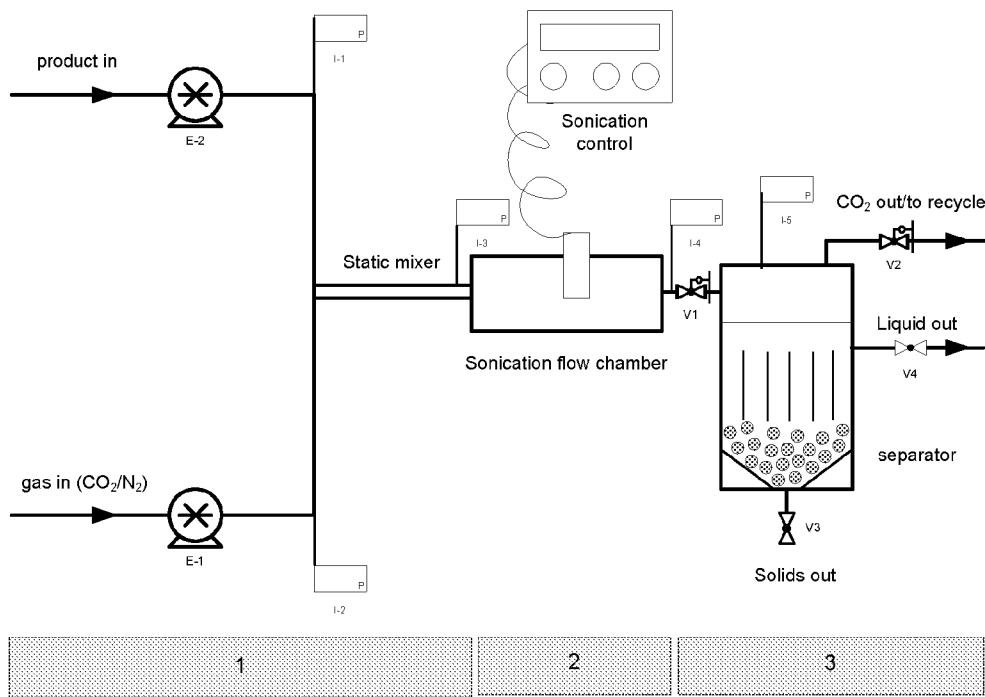 P
I-1
product in
E-2
Sonication
control
P
I-3
P
I-4
P
I-5
CO₂ out/to recycle
V2
Static mixer
V1
Liquid out
V4
Sonication flow chamber
separator
gas in (CO₂/N₂)
E-1
V3
Solids out
P
I-2
1
2
3